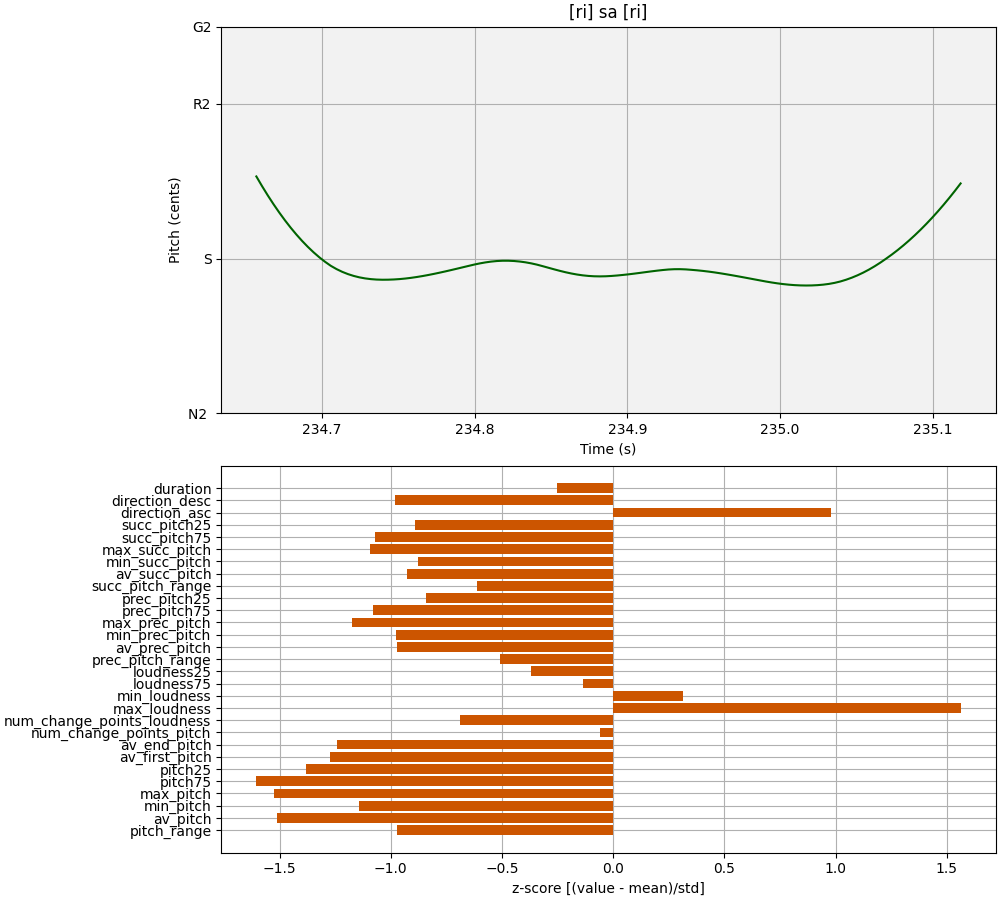 [ri] sa [ri]
G2
R2
S
N2
Pitch (cents)
234.7 234.8 234.9 235.0 235.1
Time (s)
duration
direction_desc
direction_asc
succ_pitch25
succ_pitch75
max_succ_pitch
min_succ_pitch
av_succ_pitch
succ_pitch_range
prec_pitch25
prec_pitch75
max_prec_pitch
min_prec_pitch
av_prec_pitch
prec_pitch_range
loudness25
loudness75
min_loudness
max_loudness
num_change_points_loudness
num_change_points_pitch
av_end_pitch
av_first_pitch
pitch25
pitch75
max_pitch
min_pitch
av_pitch
pitch_range
−1.5 −1.0 −0.5 0.0 0.5 1.0 1.5
z-score [(value - mean)/std]